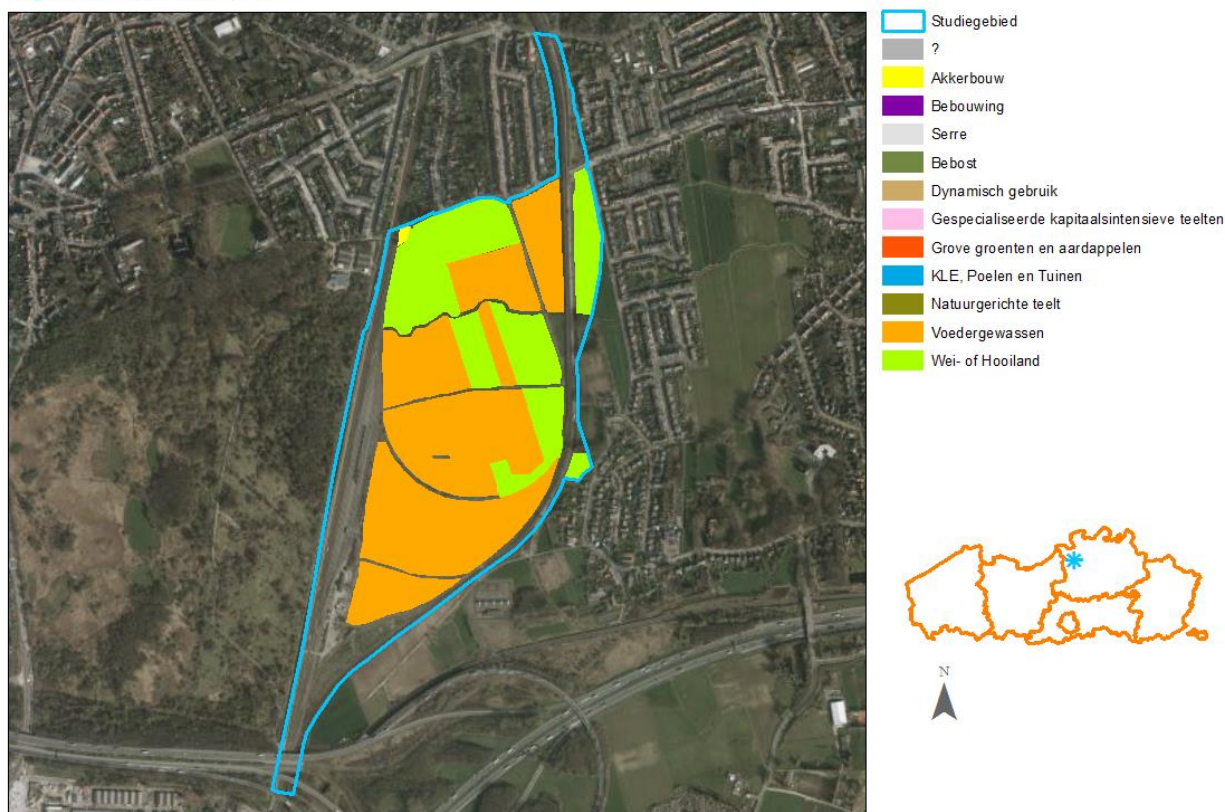 Studiegebied
?
Akkerbouw
Bebouwing
Serre
Bebost
Dynamisch gebruik
Gespecialiseerde kapitaalsintensieve teelten
Grove groenten en aardappelen
KLE, Poelen en Tuinen
Natuurgerichte teelt
Voedergewassen
Wei- of Hooiland
N